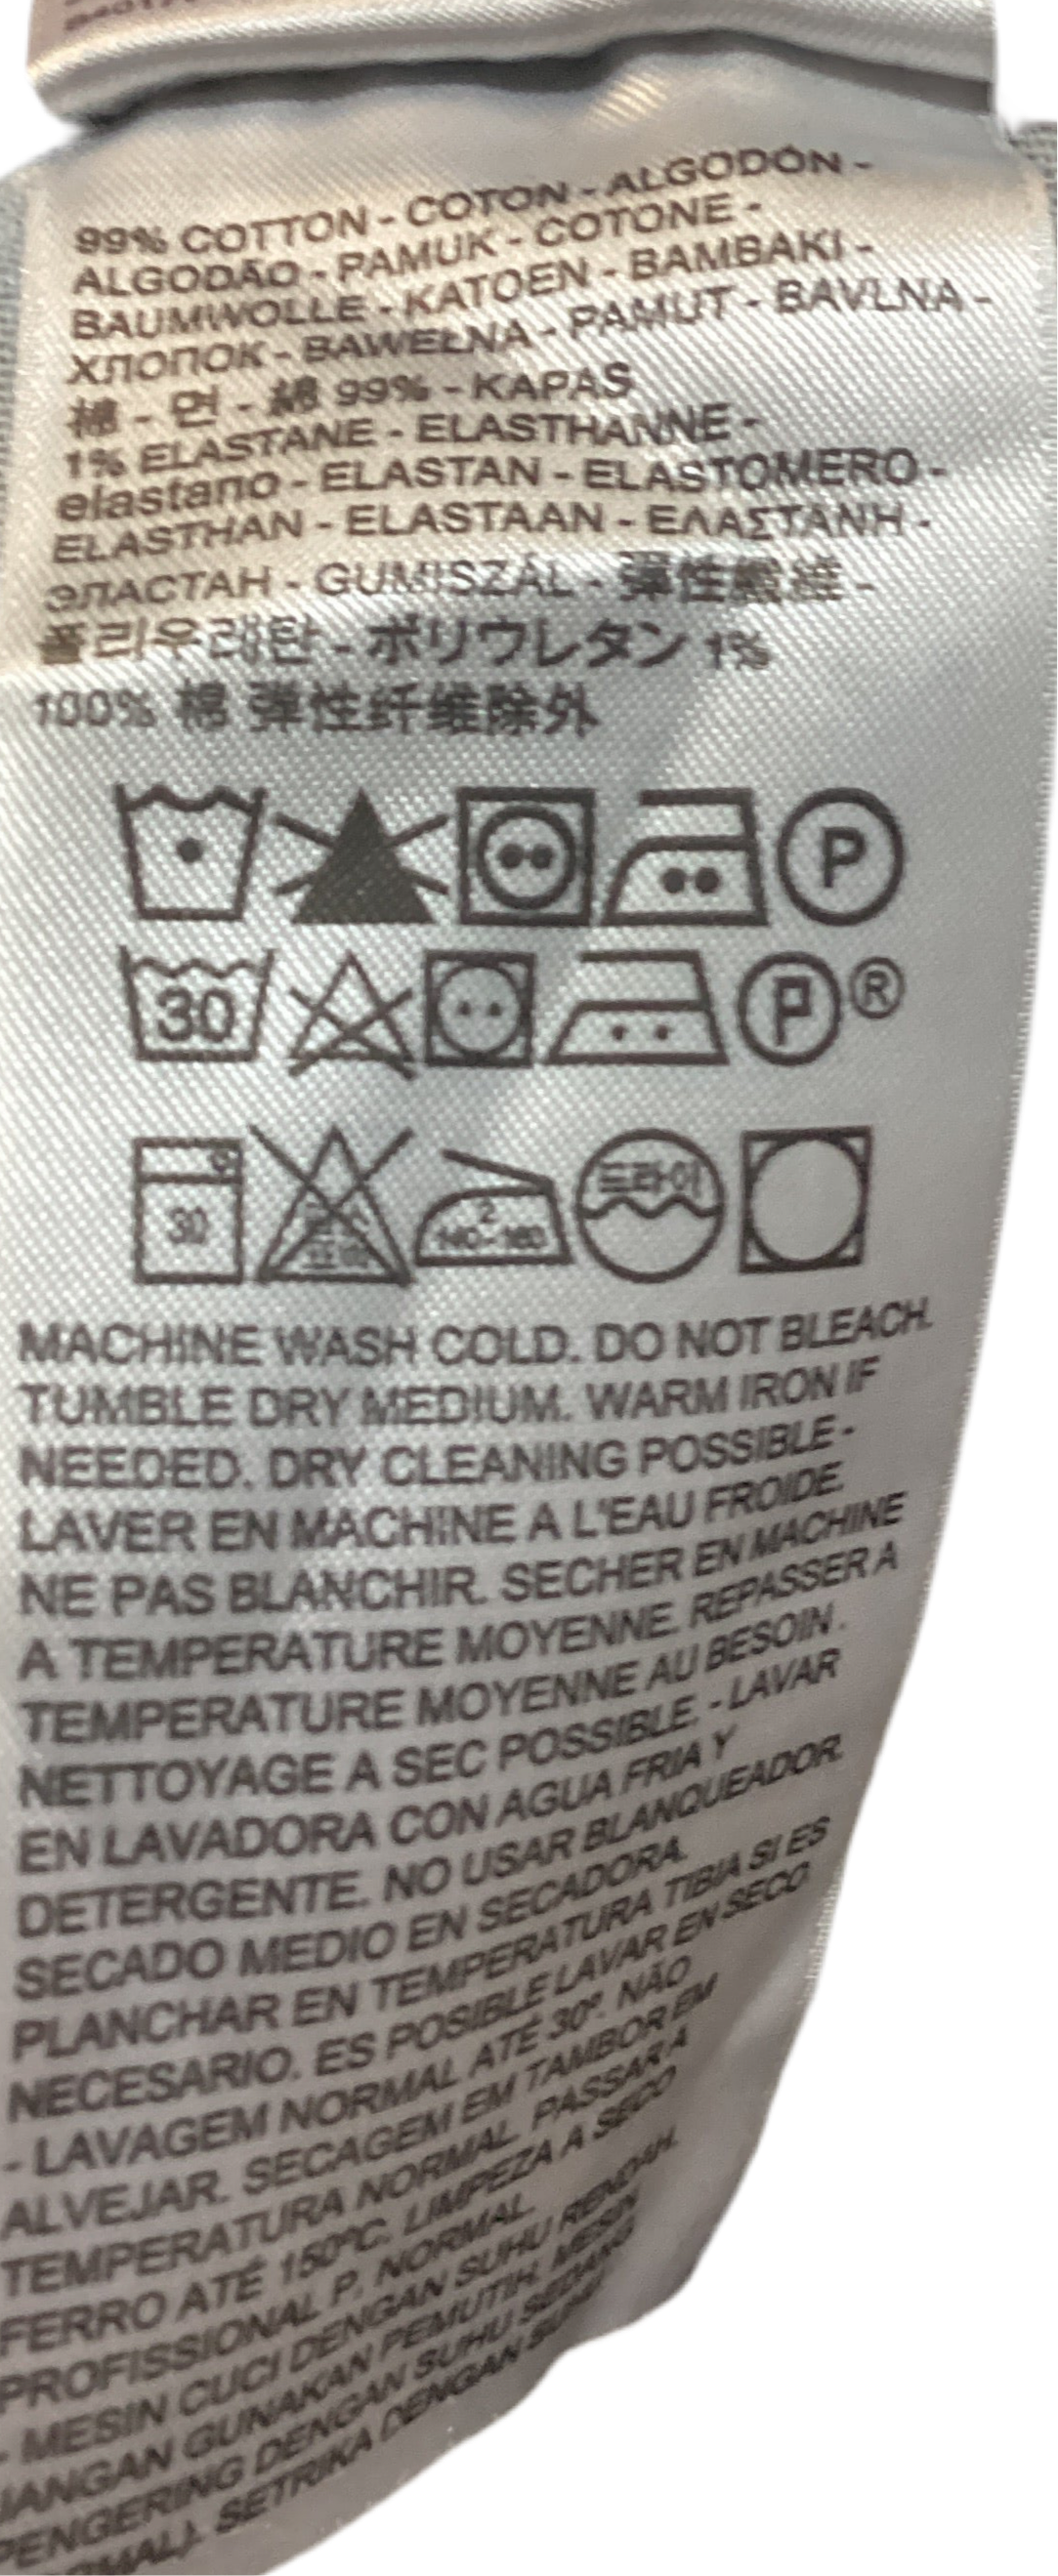 99% COTTON - COTON - ALGODÓN -
ALGODÃO - PAMUK - COTONE -
BAUMWOLLE - KATOEN - BAMBAKI -
ХЛОПОК - BAWEŁNA - PAMUT - BAVLNA -
棉 - 면 - 綿 99% - KAPAS
1% ELASTANE - ELASTHANNE -
elastano - ELASTAN - ELASTOMERO -
ELASTHAN - ELASTAAN - ΕΛΑΣΤΑΝΗ -
ЭЛАСТАН - GUMISZÁL - 彈性纖維 -
폴리우레탄 - ポリウレタン 1%
100% 棉 弹性纤维除外
P
30 P ®
30 2 140-160 드라이
MACHINE WASH COLD. DO NOT BLEACH.
TUMBLE DRY MEDIUM. WARM IRON IF
NEEDED. DRY CLEANING POSSIBLE -
LAVER EN MACHINE A L'EAU FROIDE.
NE PAS BLANCHIR. SECHER EN MACHINE
A TEMPERATURE MOYENNE. REPASSER A
TEMPERATURE MOYENNE AU BESOIN.
NETTOYAGE A SEC POSSIBLE. - LAVAR
EN LAVADORA CON AGUA FRIA Y
DETERGENTE. NO USAR BLANQUEADOR.
SECADO MEDIO EN SECADORA.
PLANCHAR EN TEMPERATURA TIBIA SI ES
NECESARIO. ES POSIBLE LAVAR EN SECO
- LAVAGEM NORMAL ATÉ 30º. NÃO
ALVEJAR. SECAGEM EM TAMBOR EM
TEMPERATURA NORMAL. PASSAR A
FERRO ATÉ 150ºC. LIMPEZA A SECO
PROFISSIONAL P, NORMAL.
- MESIN CUCI DENGAN SUHU RENDAH.
JANGAN GUNAKAN PEMUTIH. MESIN
PENGERING DENGAN SUHU SEDANG
SETRIKA DENGAN